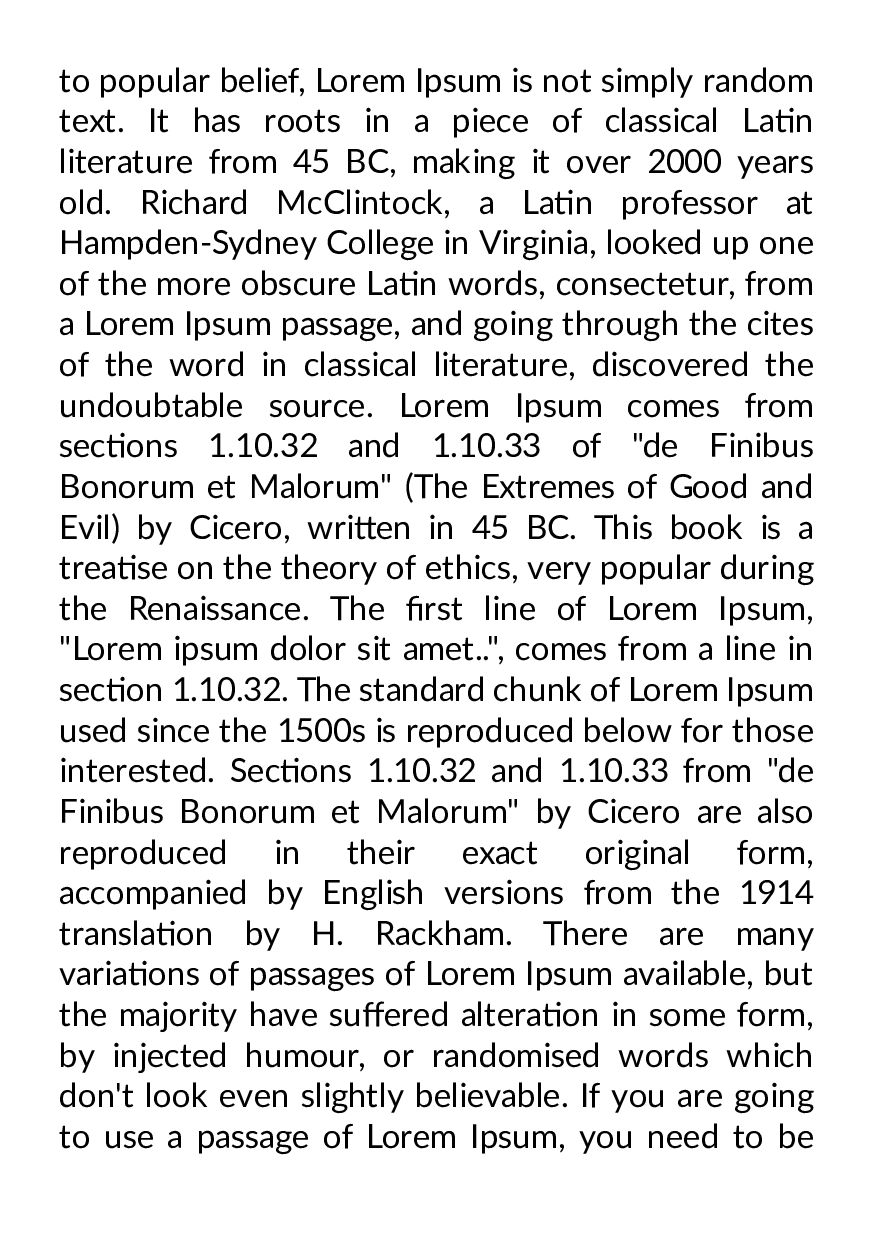 to popular belief, Lorem Ipsum is not simply random
text. It has roots in a piece of classical Latin
literature from 45 BC, making it over 2000 years
old. Richard McClintock, a Latin professor at
Hampden-Sydney College in Virginia, looked up one
of the more obscure Latin words, consectetur, from
a Lorem Ipsum passage, and going through the cites
of the word in classical literature, discovered the
undoubtable source. Lorem Ipsum comes from
sections 1.10.32 and 1.10.33 of "de Finibus
Bonorum et Malorum" (The Extremes of Good and
Evil) by Cicero, written in 45 BC. This book is a
treatise on the theory of ethics, very popular during
the Renaissance. The first line of Lorem Ipsum,
"Lorem ipsum dolor sit amet..", comes from a line in
section 1.10.32. The standard chunk of Lorem Ipsum
used since the 1500s is reproduced below for those
interested. Sections 1.10.32 and 1.10.33 from "de
Finibus Bonorum et Malorum" by Cicero are also
reproduced in their exact original form,
accompanied by English versions from the 1914
translation by H. Rackham. There are many
variations of passages of Lorem Ipsum available, but
the majority have suffered alteration in some form,
by injected humour, or randomised words which
don't look even slightly believable. If you are going
to use a passage of Lorem Ipsum, you need to be